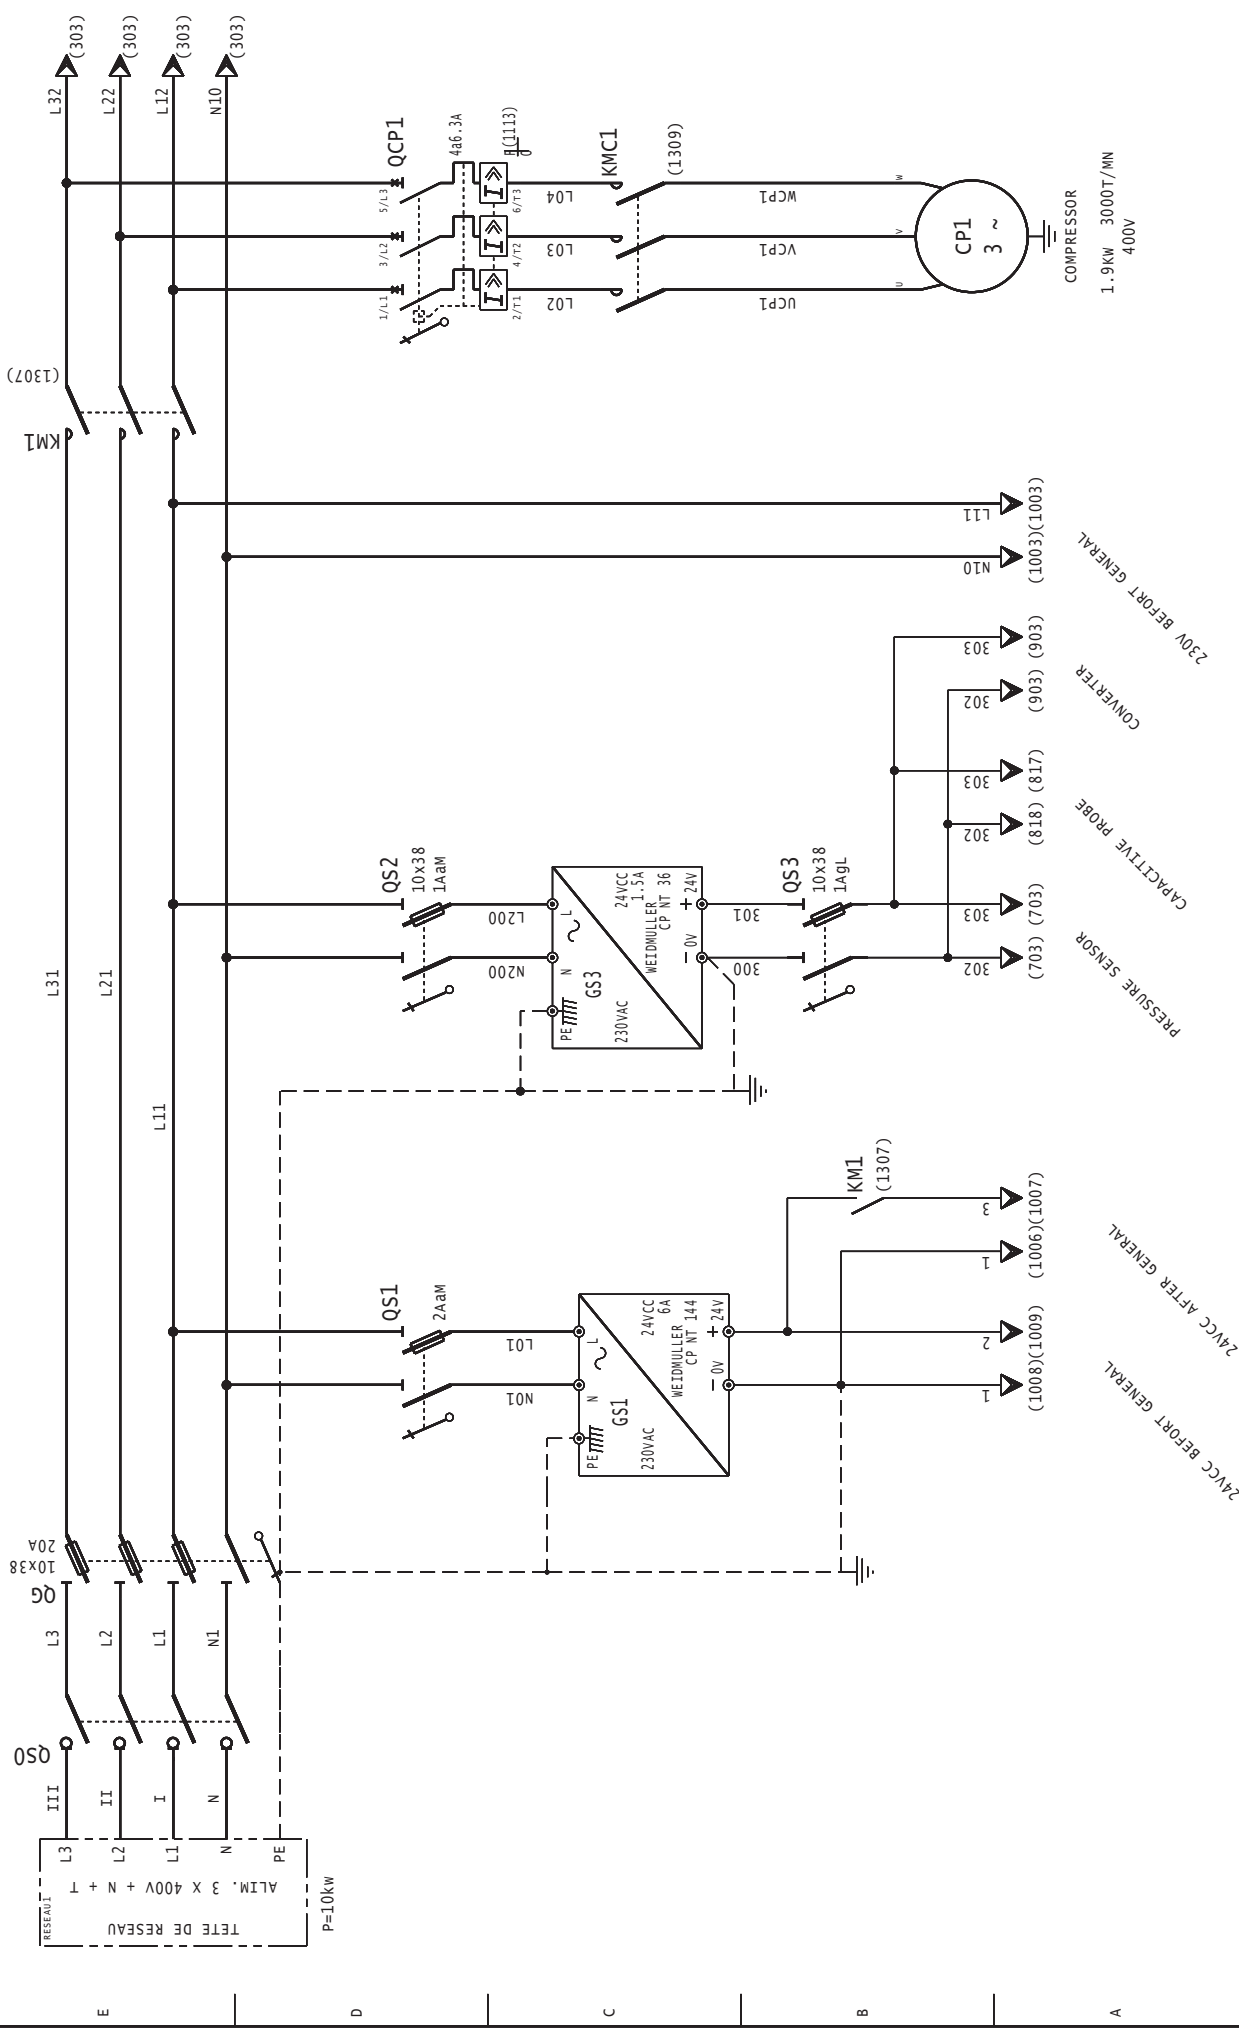 L32
(303)
L22
(303)
L12
(303)
N10
(303)
QCP1
4a6.3A
(1113)
5/L3
3/L2
1/L1
6/T3
4/T2
2/T1
L04
L03
L02
KMC1
(1309)
WCP1
VCP1
UCP1
W
V
U
CP1
3 ~
COMPRESSOR
1.9KW 3000T/MN
400V
(1307)
KM1
L11
(1003)
N10
(1003)
230V BEFORT GENERAL
303
(903)
302
(903)
CONVERTER
303
(817)
302
(818)
CAPACITIVE PROBE
303
(703)
302
(703)
PRESSURE SENSOR
QS2
10x38
1AaM
L200
N200
L
N
PE
GS3
230VAC
24VCC
1.5A
WEIDMULLER
CP NT 36
+ 24V
- 0V
301
300
QS3
10x38
1AgL
L31
L21
L11
KM1
(1307)
3
(1007)
1
(1006)
24VCC AFTER GENERAL
2
(1009)
1
(1008)
24VCC BEFORT GENERAL
QS1
2AaM
L01
N01
L
N
PE
GS1
230VAC
24VCC
6A
WEIDMULLER
CP NT 144
+ 24V
- 0V
20A
10x38
QG
L3
L2
L1
N1
QS0
III
II
I
N
L3
L2
L1
N
PE
ALIM. 3 X 400V + N + T
TETE DE RESEAU
RESEAU1
P=10kw
E
D
C
B
A